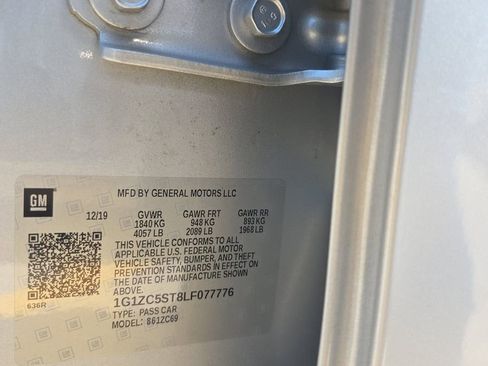 GM
MFD BY GENERAL MOTORS LLC
12/19 GVWR GAWR FRT GAWR RR
1840 KG 948 KG 893 KG
4057 LB 2089 LB 1968 LB
THIS VEHICLE CONFORMS TO ALL
APPLICABLE U.S. FEDERAL MOTOR
VEHICLE SAFETY, BUMPER, AND THEFT
PREVENTION STANDARDS IN EFFECT ON
THE DATE OF MANUFACTURE SHOWN
ABOVE.
636R
1G1ZC5ST8LF077776
TYPE: PASS CAR
MODEL: 861ZC69